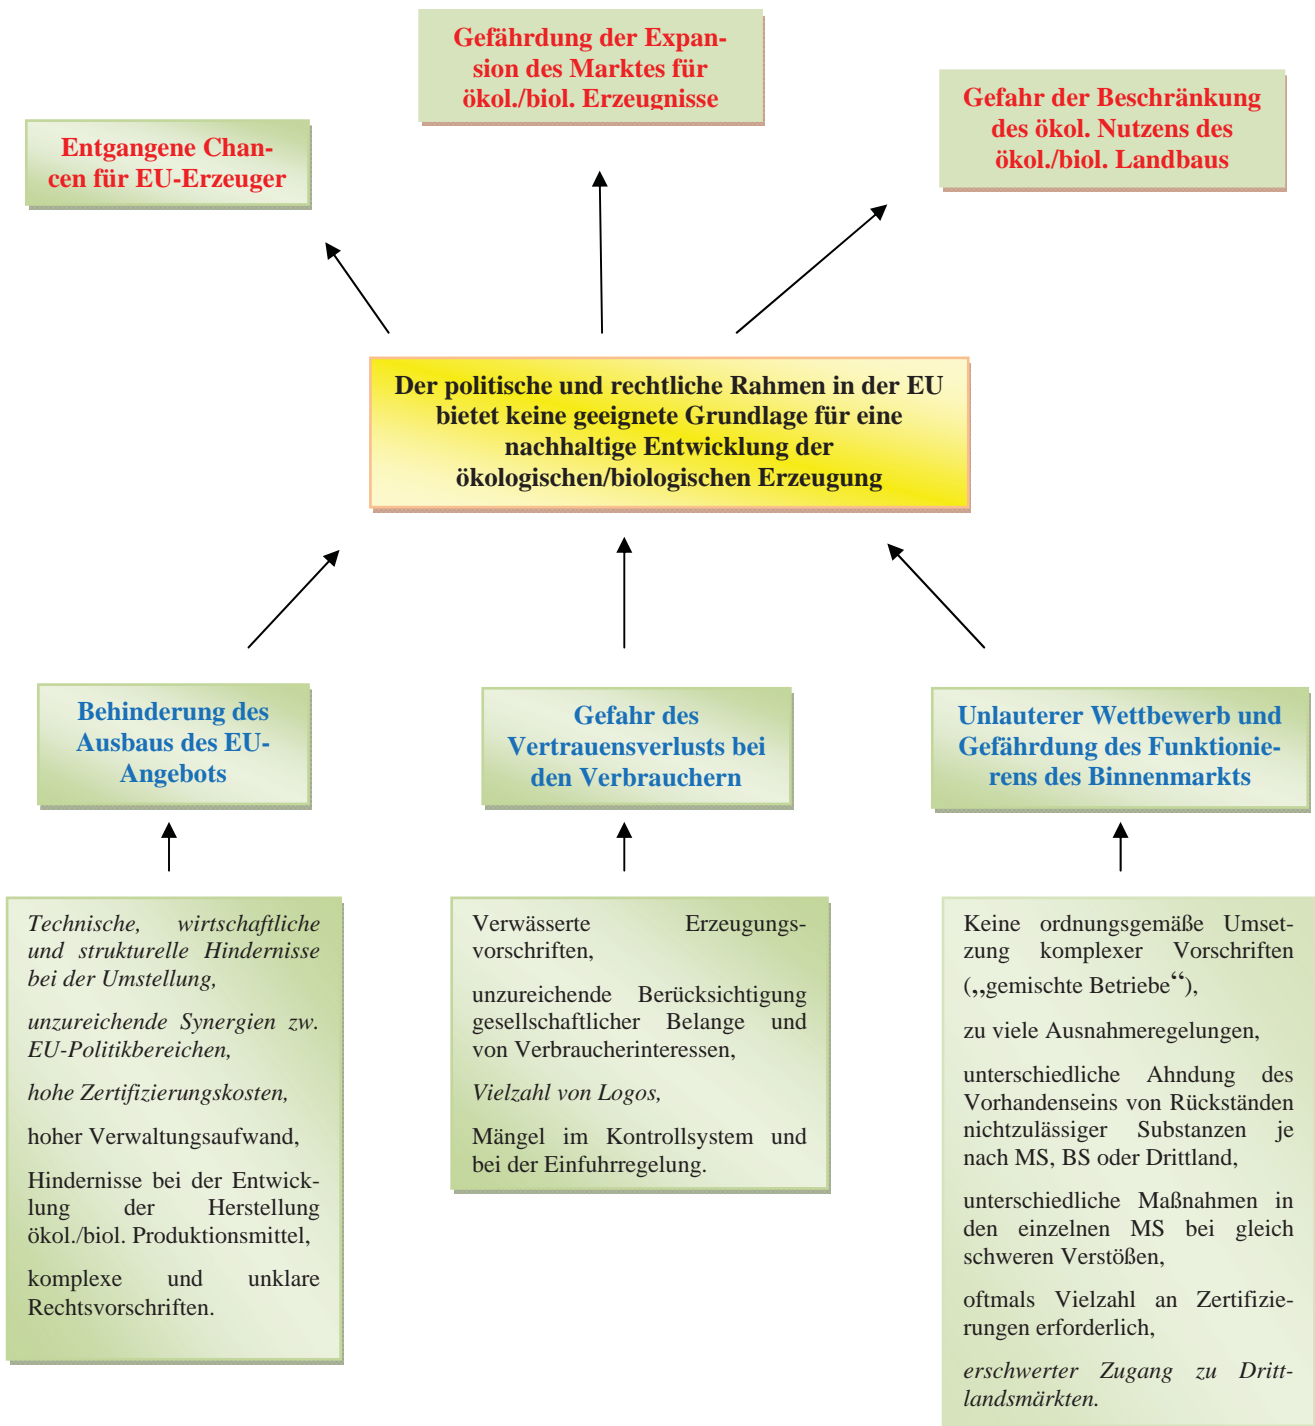 Gefährdung der Expan-
sion des Marktes für
ökol./biol. Erzeugnisse
Gefahr der Beschränkung
des ökol. Nutzens des
ökol./biol. Landbaus
Entgangene Chan-
cen für EU-Erzeuger
Der politische und rechtliche Rahmen in der EU
bietet keine geeignete Grundlage für eine
nachhaltige Entwicklung der
ökologischen/biologischen Erzeugung
Behinderung des
Ausbaus des EU-
Angebots
Gefahr des
Vertrauensverlusts bei
den Verbrauchern
Unlauterer Wettbewerb und
Gefährdung des Funktionie-
rens des Binnenmarkts
Technische, wirtschaftliche
und strukturelle Hindernisse
bei der Umstellung,
unzureichende Synergien zw.
EU-Politikbereichen,
hohe Zertifizierungskosten,
hoher Verwaltungsaufwand,
Hindernisse bei der Entwick-
lung der Herstellung
ökol./biol. Produktionsmittel,
komplexe und unklare
Rechtsvorschriften.
Verwässerte Erzeugungs-
vorschriften,
unzureichende Berücksichtigung
gesellschaftlicher Belange und
von Verbraucherinteressen,
Vielzahl von Logos,
Mängel im Kontrollsystem und
bei der Einfuhrregelung.
Keine ordnungsgemäße Umset-
zung komplexer Vorschriften
(„gemischte Betriebe“),
zu viele Ausnahmeregelungen,
unterschiedliche Ahndung des
Vorhandenseins von Rückständen
nichtzulässiger Substanzen je
nach MS, BS oder Drittland,
unterschiedliche Maßnahmen in
den einzelnen MS bei gleich
schweren Verstößen,
oftmals Vielzahl an Zertifizie-
rungen erforderlich,
erschwerter Zugang zu Dritt-
landsmärkten.